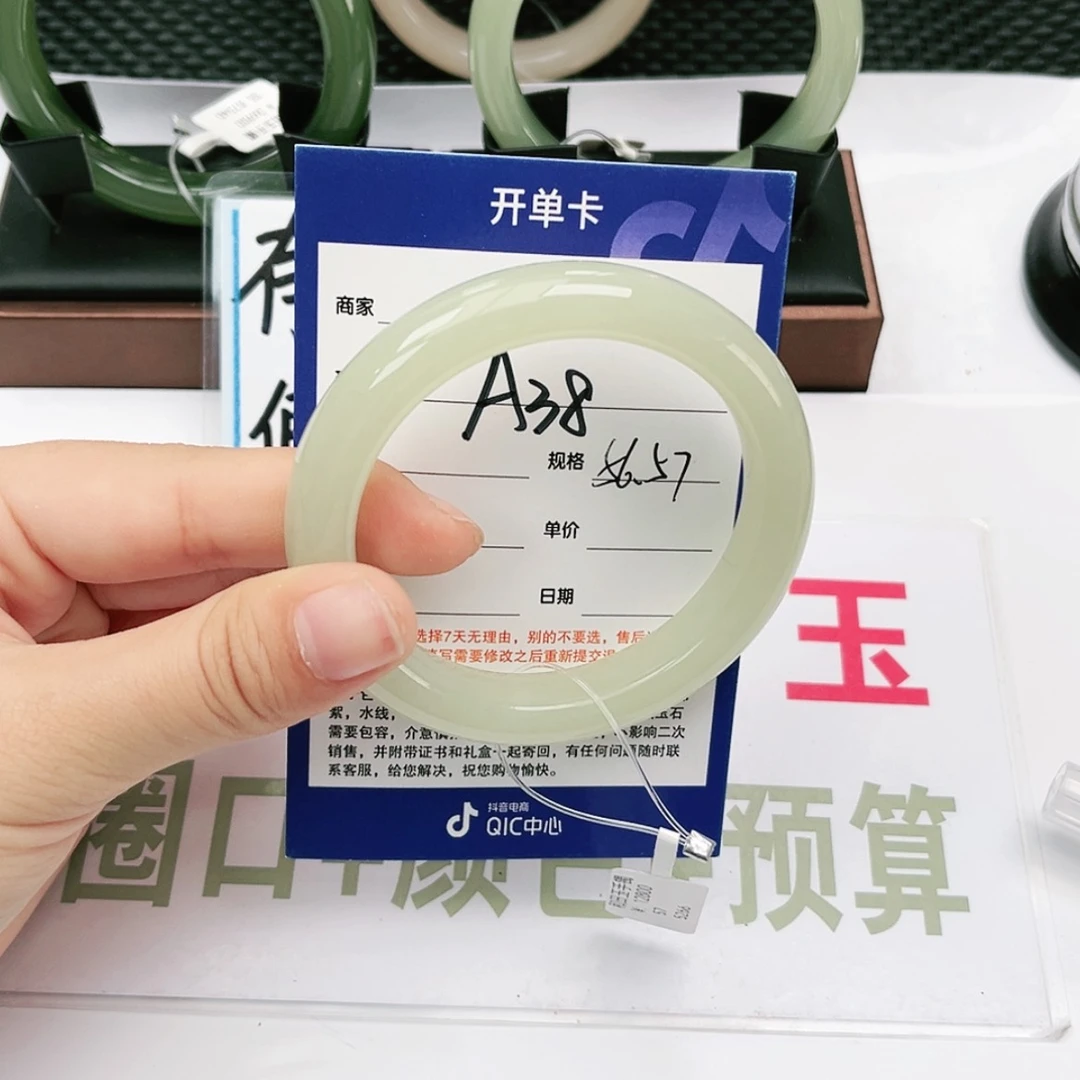 开单卡
商家
A38
规格 56.57
单价
日期
选择7天无理由,别的不要选,售后
写需要修改之后重新提交
絮,水线,
需要包容,介意慎
影响二次
销售,并附带证书和礼盒一起寄回,有任何问题随时联
系客服,给您解决,祝您购物愉快。
抖音电商
QIC中心
¥ 12800
57
玉
圈口+颜色+预算